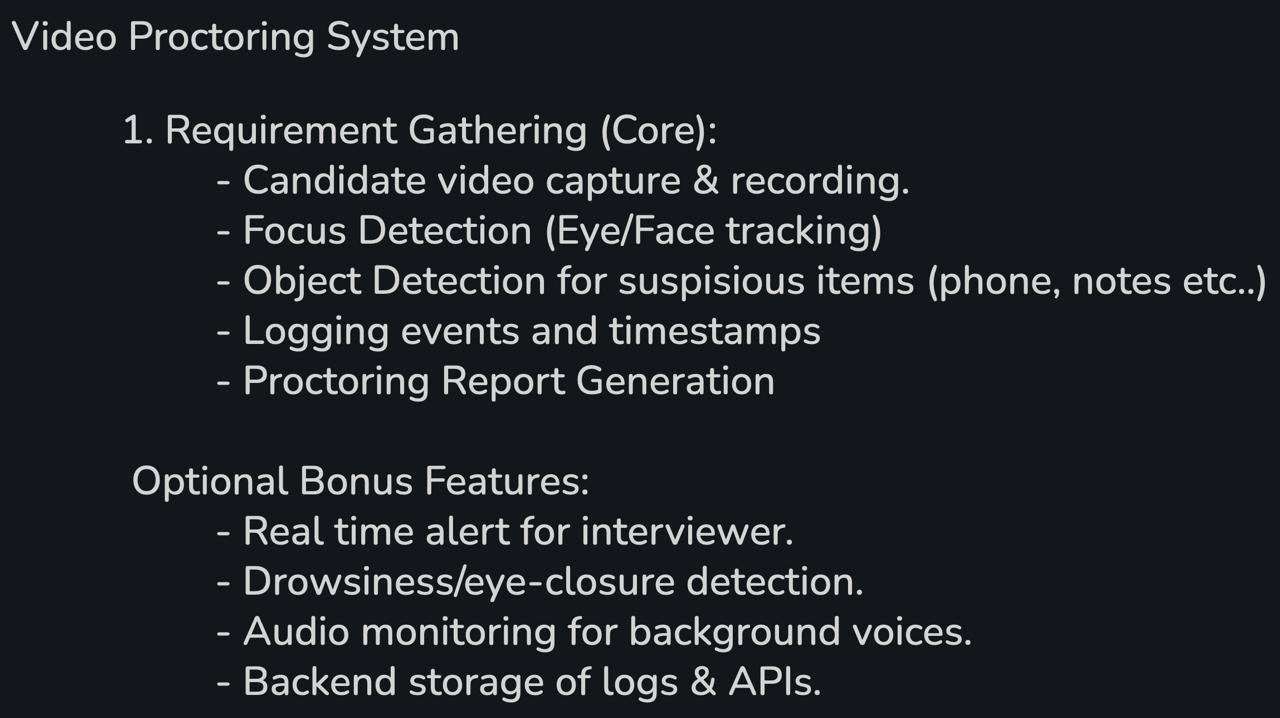 Video Proctoring System
1. Requirement Gathering (Core):
- Candidate video capture & recording.
- Focus Detection (Eye/Face tracking)
- Object Detection for suspisious items (phone, notes etc..)
- Logging events and timestamps
- Proctoring Report Generation
Optional Bonus Features:
- Real time alert for interviewer.
- Drowsiness/eye-closure detection.
- Audio monitoring for background voices.
- Backend storage of logs & APIs.